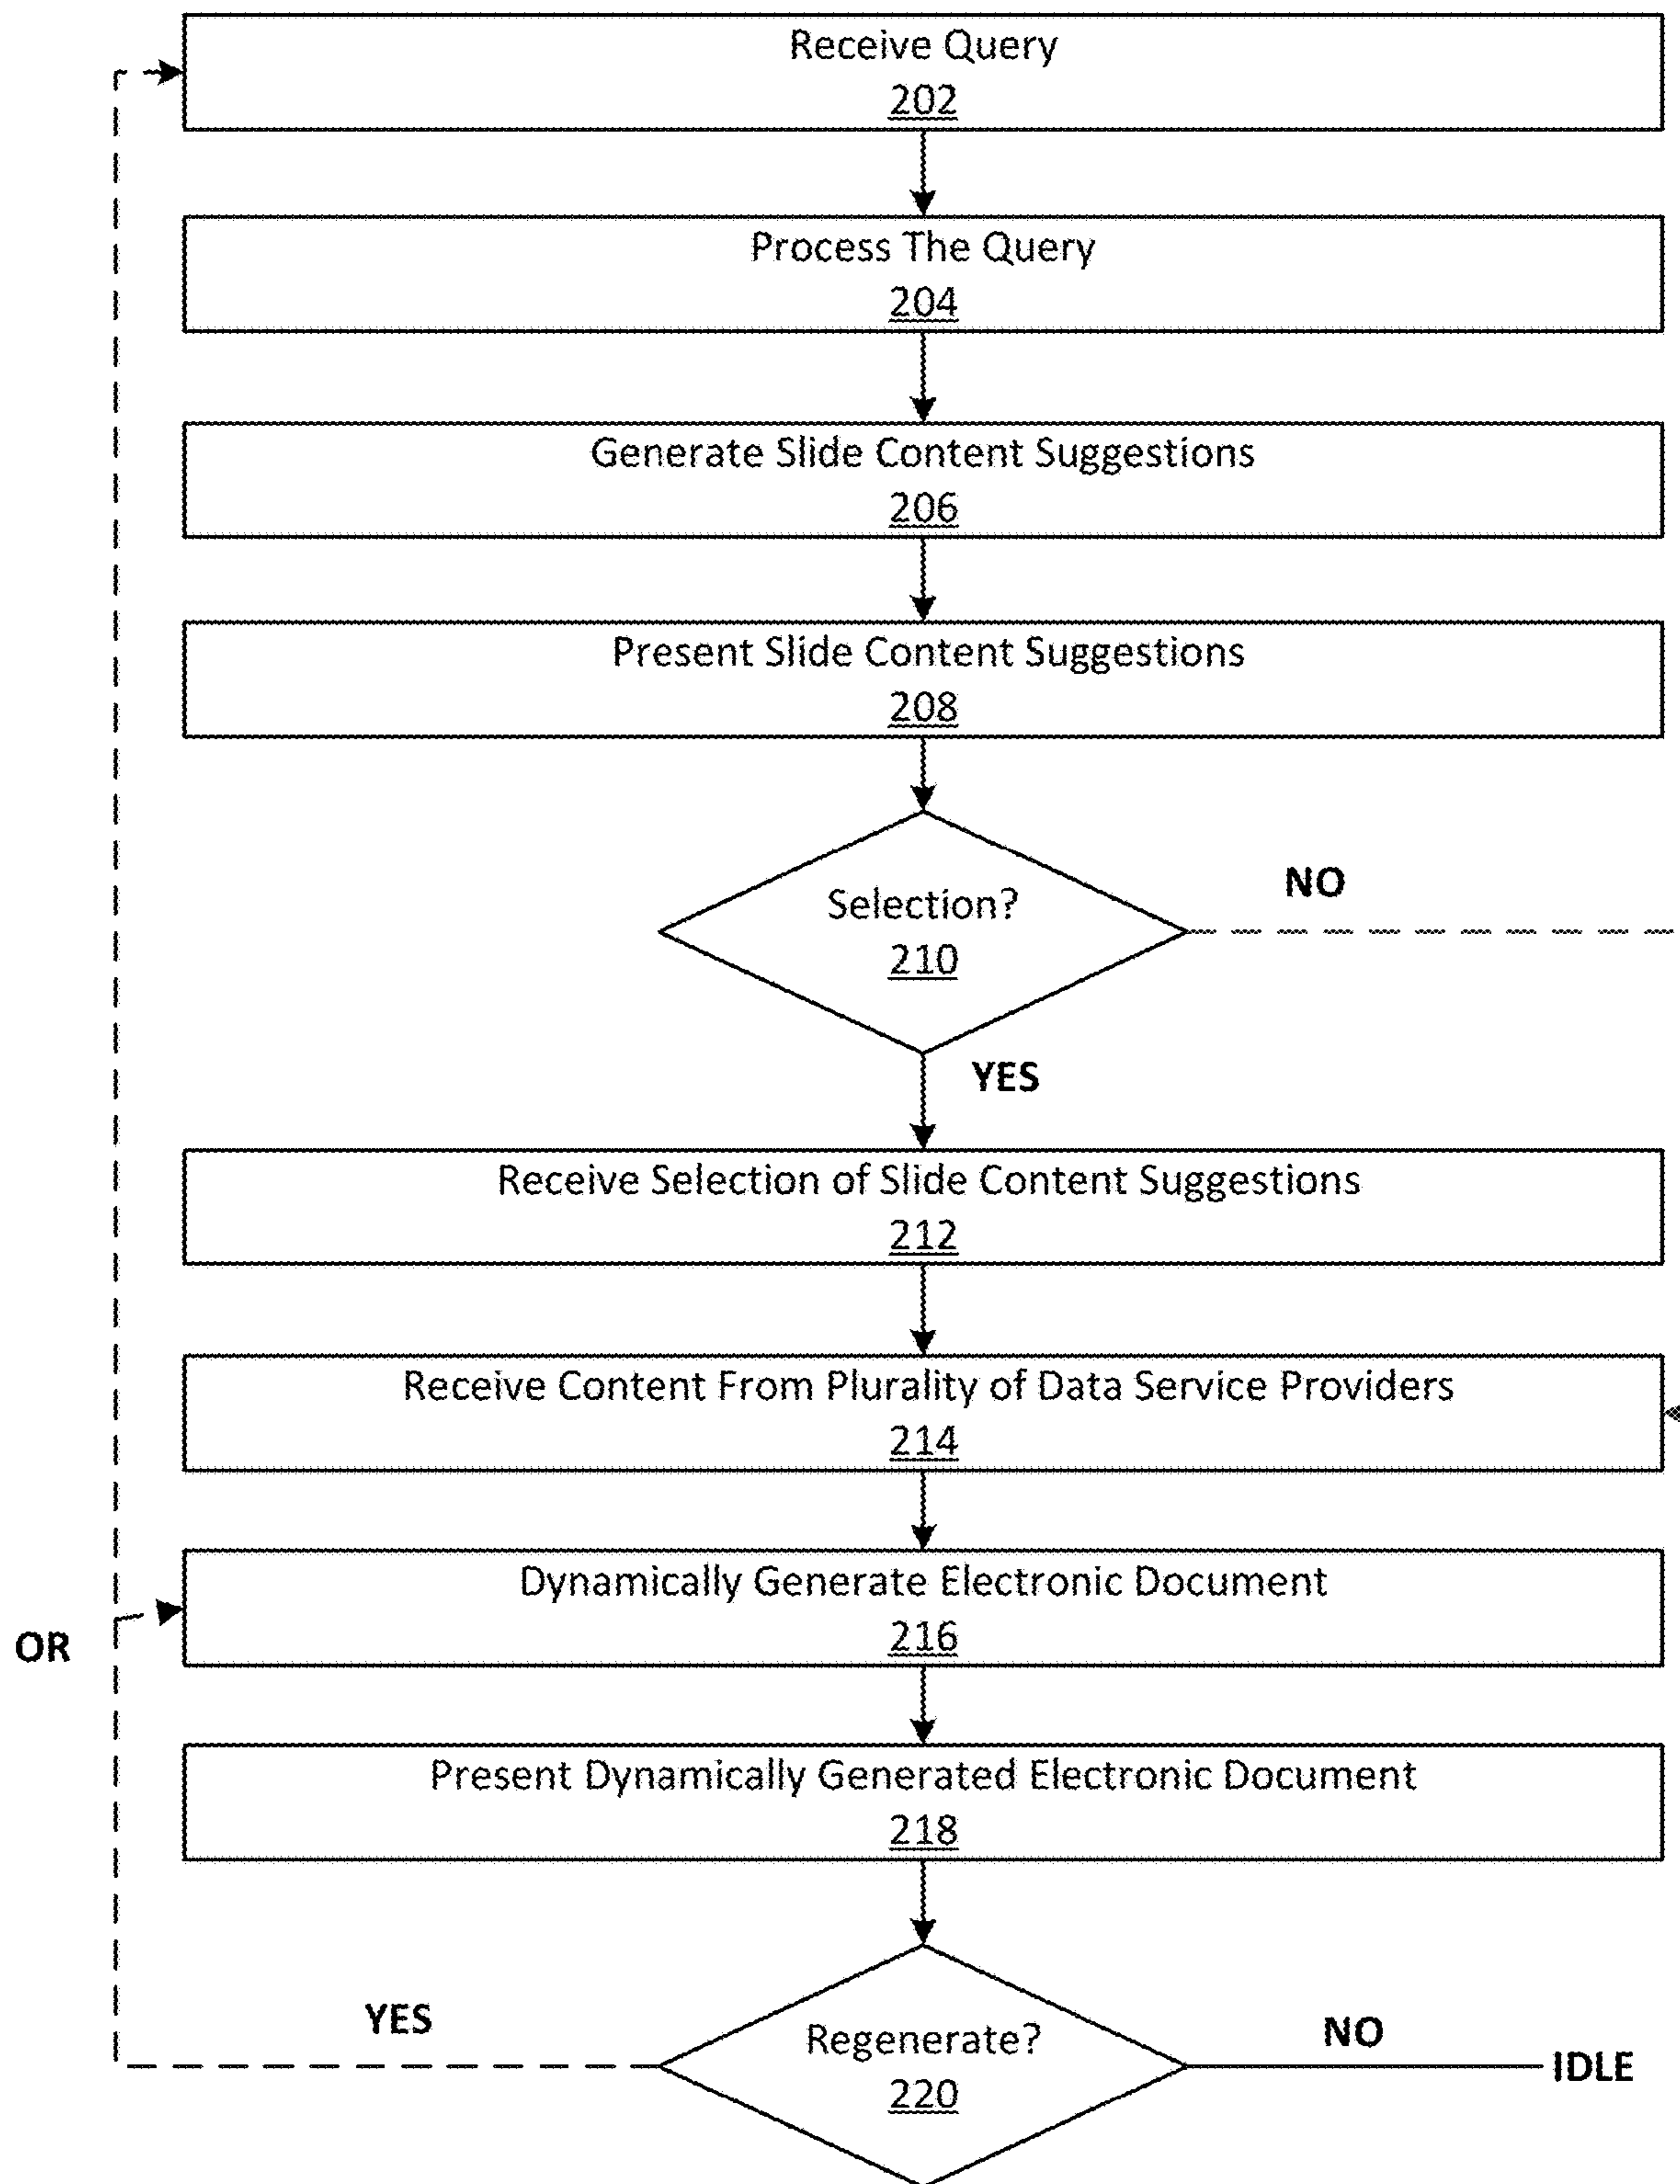 Receive Query
202
Process The Query
204
Generate Slide Content Suggestions
206
Present Slide Content Suggestions
208
Selection?
210
NO
YES
Receive Selection of Slide Content Suggestions
212
Receive Content From Plurality of Data Service Providers
214
Dynamically Generate Electronic Document
216
OR
Present Dynamically Generated Electronic Document
218
YES
Regenerate?
220
NO
IDLE